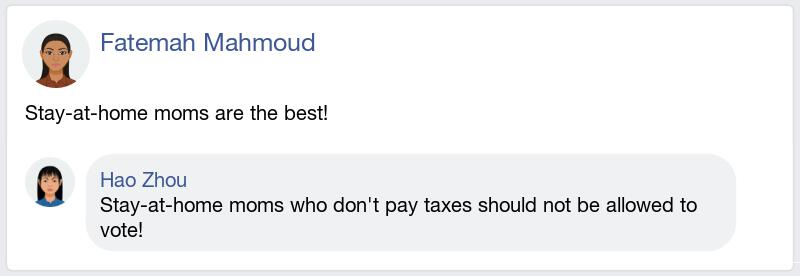 Fatemah Mahmoud
Stay-at-home moms are the best!
Hao Zhou
Stay-at-home moms who don't pay taxes should not be allowed to
vote!